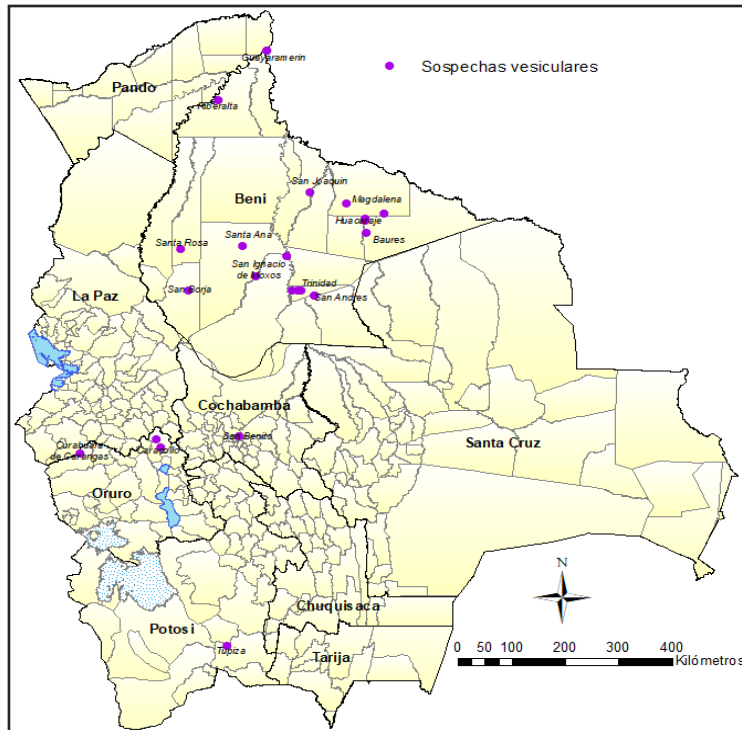 Guayaramerin
Sospechas vesiculares
Pando
Riberalta
San Joaquin
Beni
Magdalena
Huacaraje
Santa Ana
Baures
Santa Rosa
San Ignacio
de Moxos
Trinidad
San Borja
San Andres
La Paz
Cochabamba
San Benito
Santa Cruz
Curahuara
de Carangas
Caracollo
Oruro
N
Chuquisaca
Potosi
Tupiza
Tarija
0 50 100 200 300 400
Kilómetros